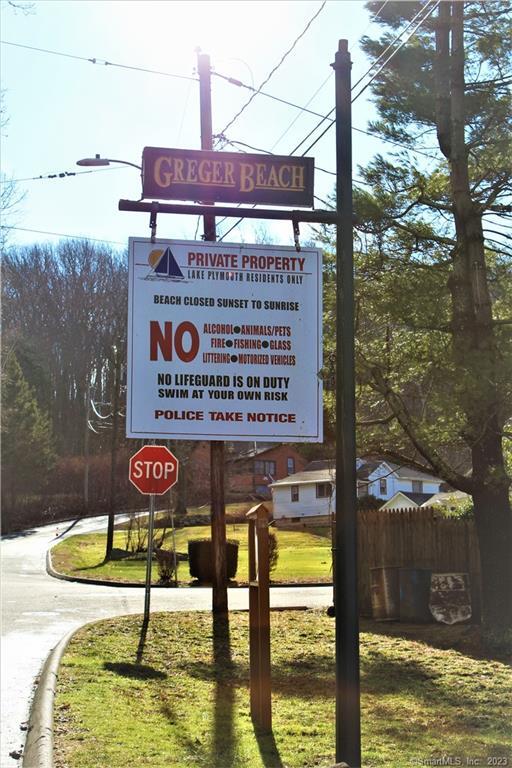 GREGER BEACH
PRIVATE PROPERTY
LAKE PLYMOUTH RESIDENTS ONLY
BEACH CLOSED SUNSET TO SUNRISE
NO
ALCOHOL●ANIMALS/PETS
FIRE●FISHING●GLASS
LITTERING●MOTORIZED VEHICLES
NO LIFEGUARD IS ON DUTY
SWIM AT YOUR OWN RISK
POLICE TAKE NOTICE
STOP
©SmartMLS, Inc. 2023